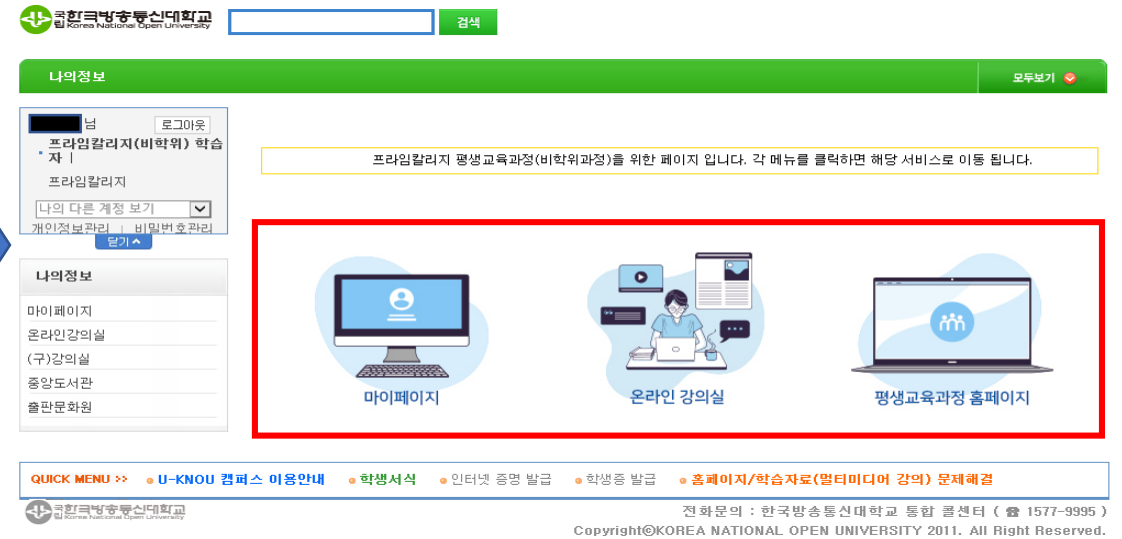 국립 한국방송통신대학교
Korea National Open University
검색
나의정보
모두보기
님
로그아웃
프라임칼리지(비학위) 학습자 |
프라임칼리지
나의 다른 계정 보기
개인정보관리 | 비밀번호관리
닫기
나의정보
마이페이지
온라인강의실
(구)강의실
중앙도서관
출판문화원
프라임칼리지 평생교육과정(비학위과정)을 위한 페이지 입니다. 각 메뉴를 클릭하면 해당 서비스로 이동 됩니다.
마이페이지
온라인 강의실
평생교육과정 홈페이지
QUICK MENU >> U-KNOU 캠퍼스 이용안내 학생서식 인터넷 증명 발급 학생증 발급 홈페이지/학습자료(멀티미디어 강의) 문제해결
국립 한국방송통신대학교
Korea National Open University
전화문의 : 한국방송통신대학교 통합 콜센터 ( ☎ 1577-9995 )
Copyright©KOREA NATIONAL OPEN UNIVERSITY 2011. All Right Reserved.